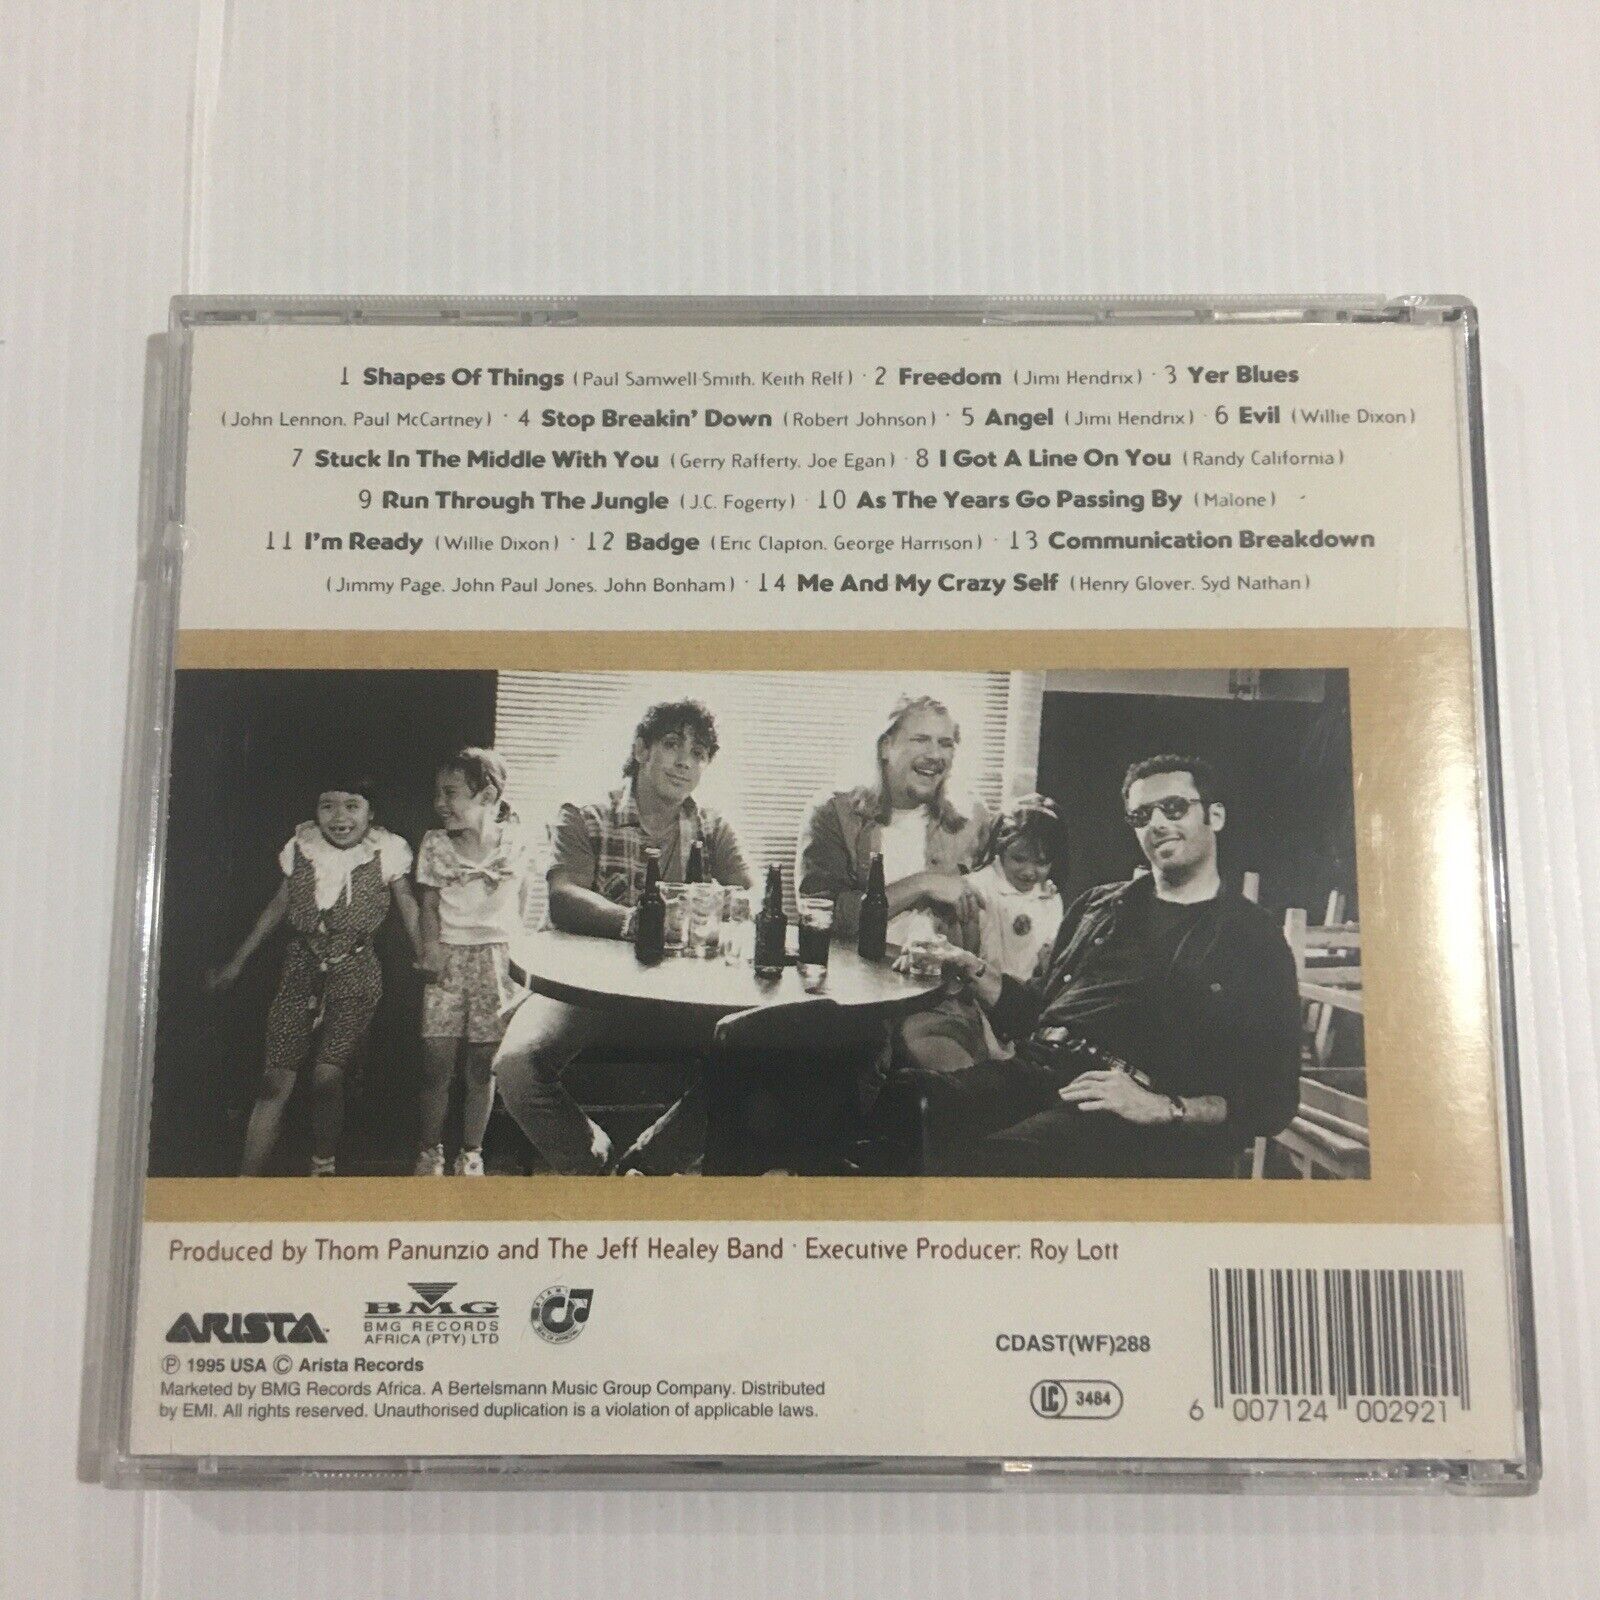 1 Shapes Of Things (Paul Samwell-Smith, Keith Relf) · 2 Freedom (Jimi Hendrix) · 3 Yer Blues
(John Lennon, Paul McCartney) · 4 Stop Breakin' Down (Robert Johnson) · 5 Angel (Jimi Hendrix) · 6 Evil (Willie Dixon)
7 Stuck In The Middle With You (Gerry Rafferty, Joe Egan) · 8 I Got A Line On You (Randy California)
9 Run Through The Jungle (J.C. Fogerty) · 10 As The Years Go Passing By (Malone) ·
11 I'm Ready (Willie Dixon) · 12 Badge (Eric Clapton, George Harrison) · 13 Communication Breakdown
(Jimmy Page, John Paul Jones, John Bonham) · 14 Me And My Crazy Self (Henry Glover, Syd Nathan)
Produced by Thom Panunzio and The Jeff Healey Band · Executive Producer: Roy Lott
ARISTA
BMG
BMG RECORDS
AFRICA (PTY) LTD
℗ 1995 USA © Arista Records
Marketed by BMG Records Africa. A Bertelsmann Music Group Company. Distributed
by EMI. All rights reserved. Unauthorised duplication is a violation of applicable laws.
CDAST(WF)288
LC 3484
6 007124 002921